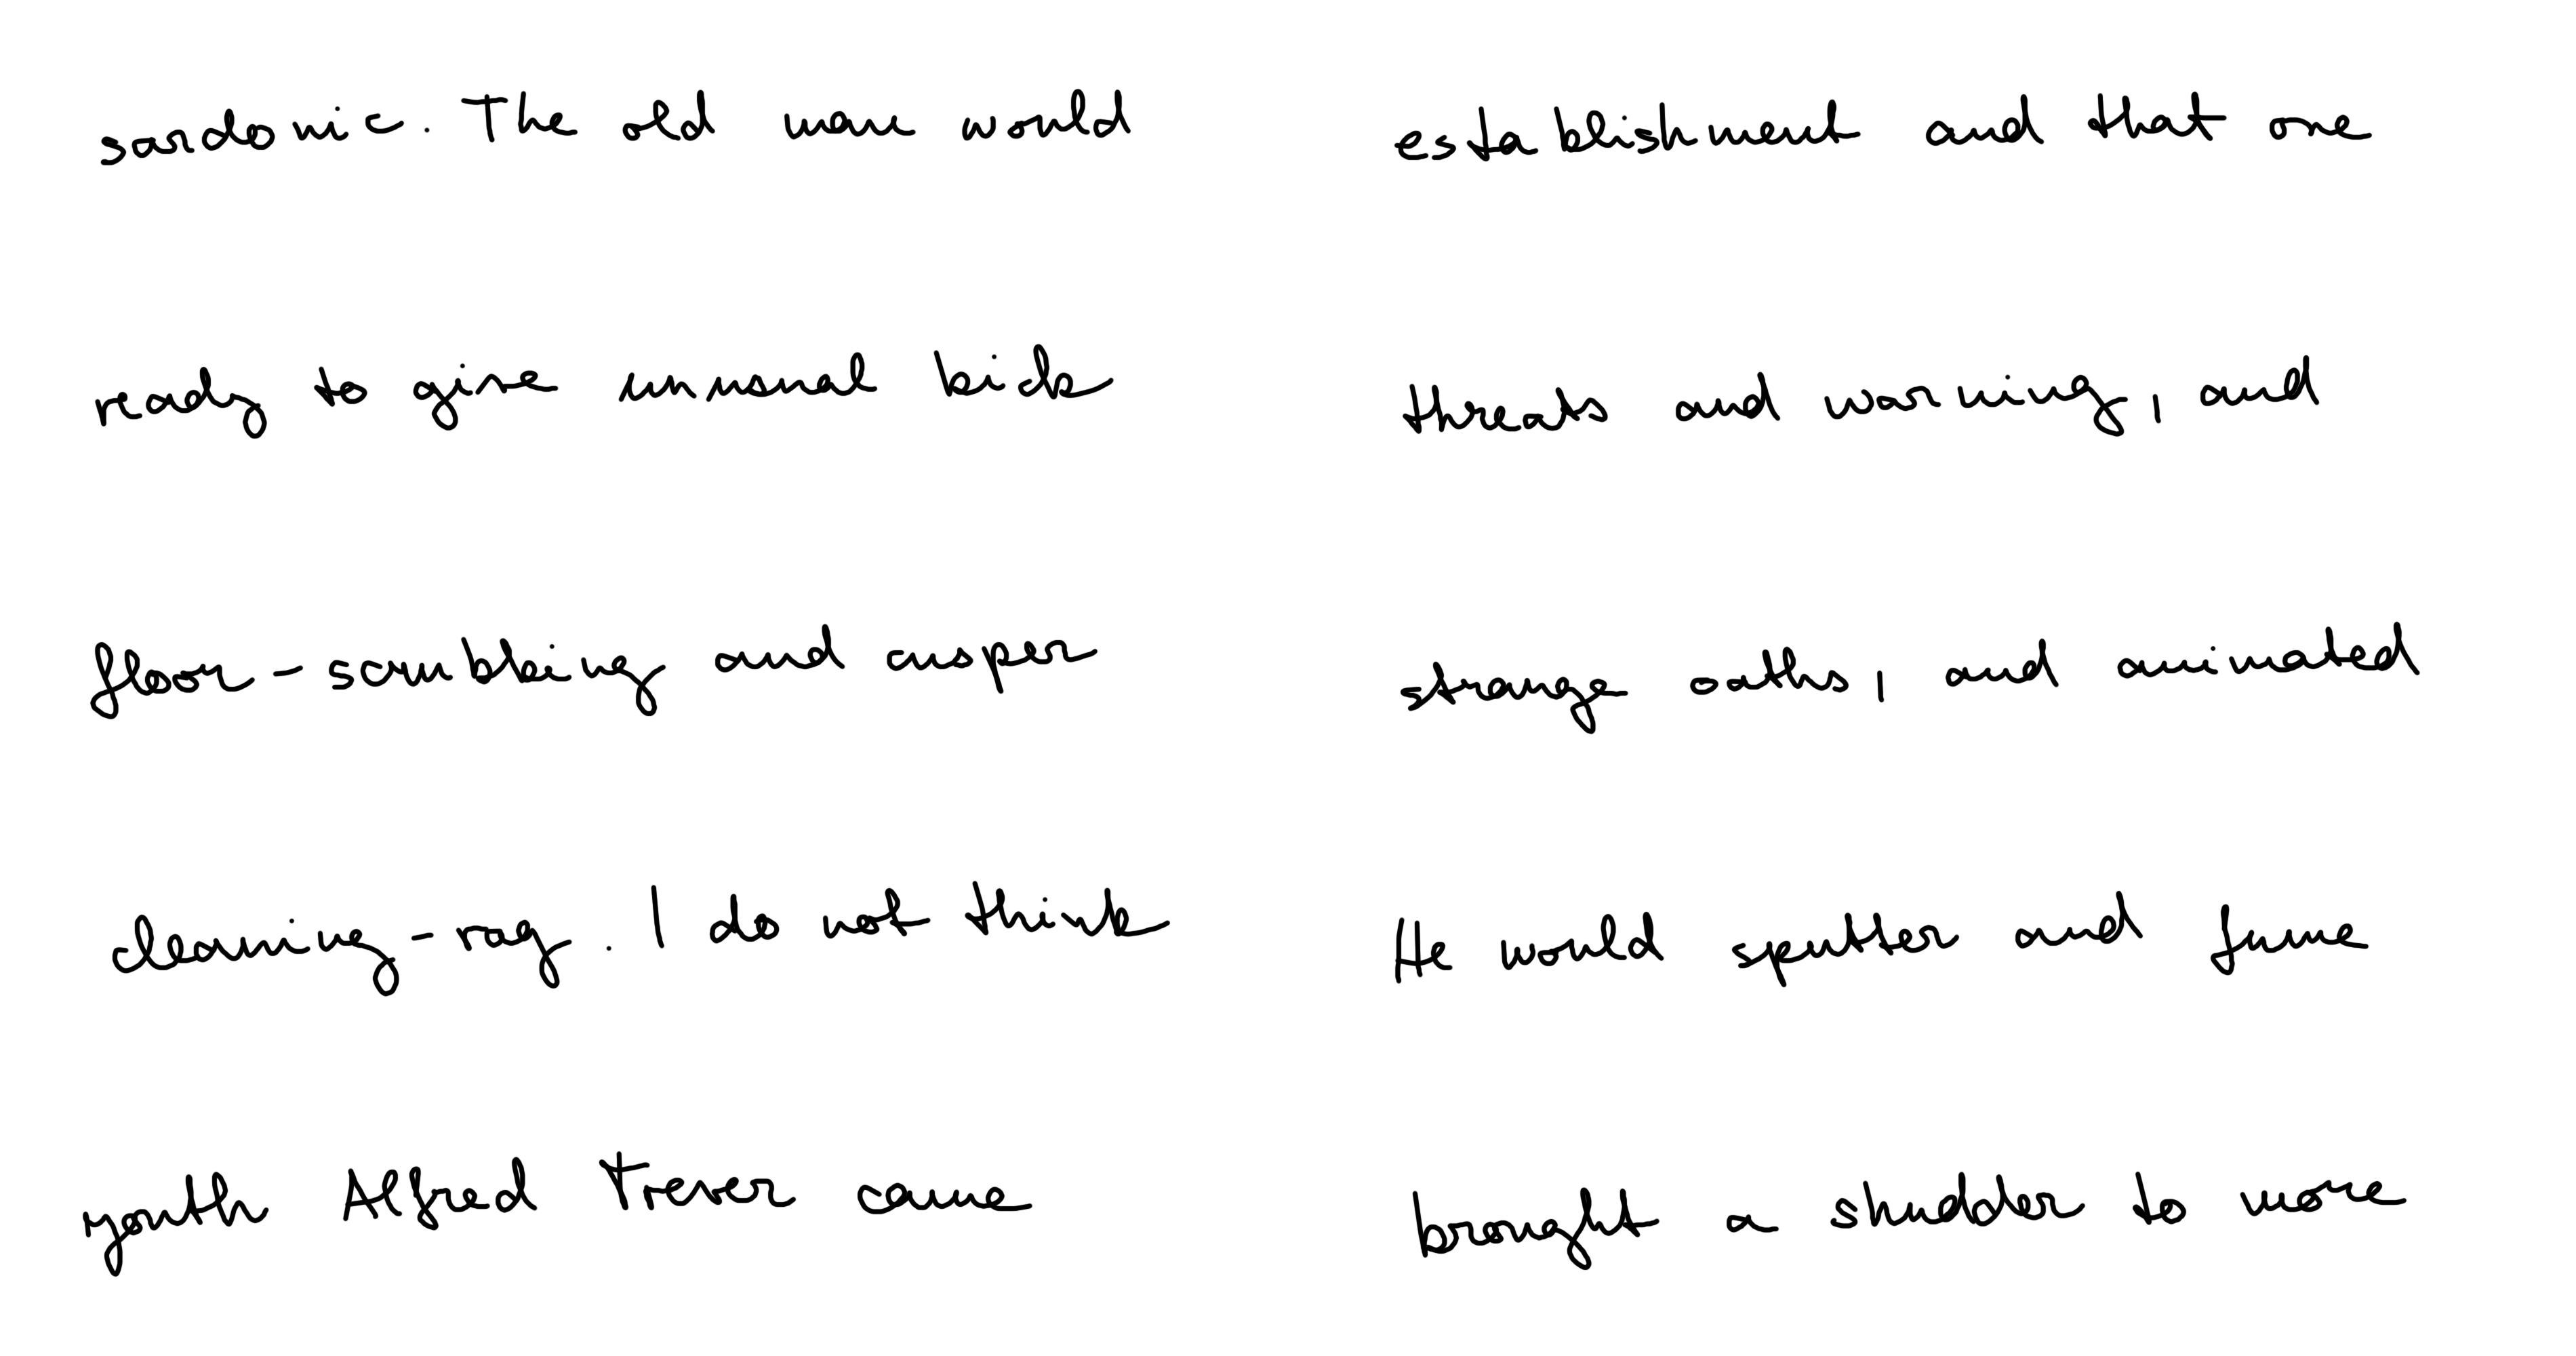 sardonic. The old man would
ready to give unusual kick
floor-scrubbing and cusper
cleaning-rag. I do not think
youth Alfred Trever came
establishment and that one
threats and warning, and
strange oaths, and animated
He would sputter and fume
brought a shudder to more